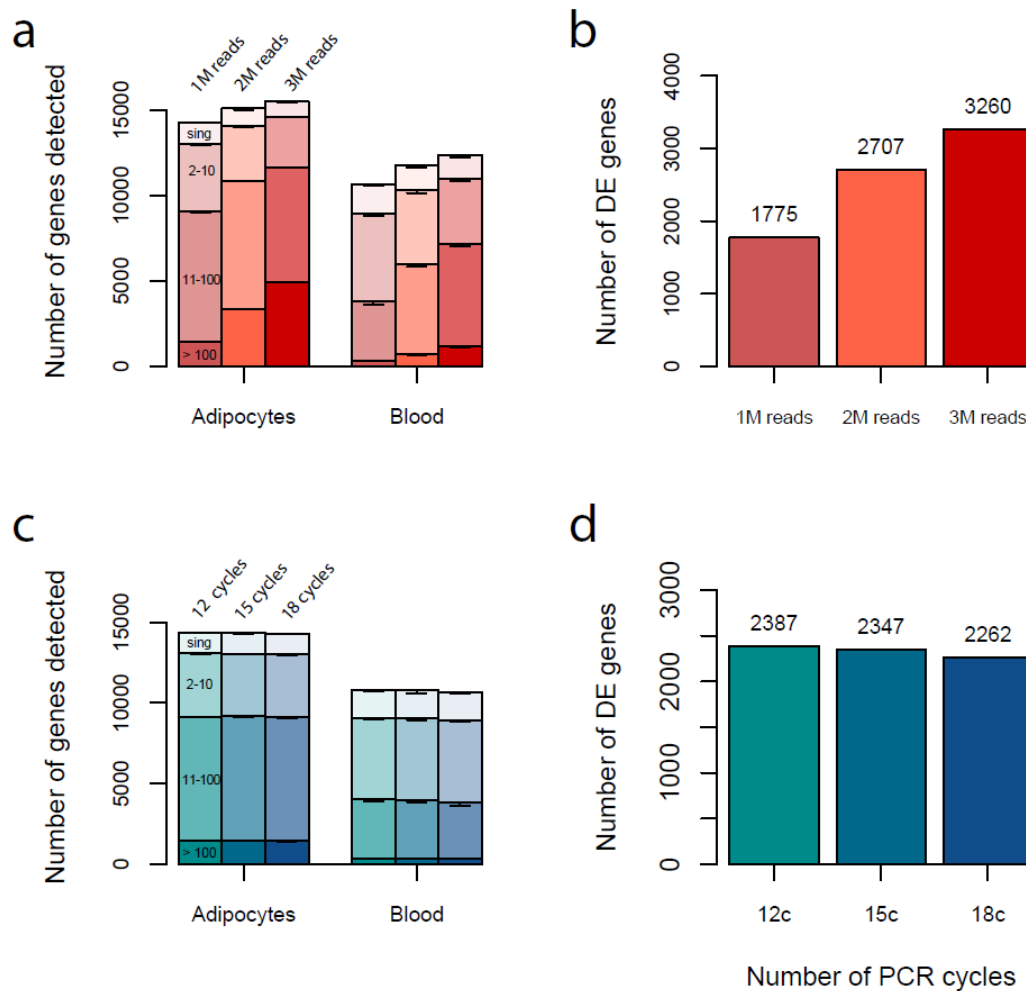 a
Number of genes detected
0
5000
10000
15000
1M reads
2M reads
3M reads
sing
2-10
11-100
> 100
Adipocytes
Blood
b
Number of DE genes
0
1000
2000
3000
4000
1775
2707
3260
1M reads
2M reads
3M reads
c
Number of genes detected
0
5000
10000
15000
12 cycles
15 cycles
18 cycles
sing
2-10
11-100
> 100
Adipocytes
Blood
d
Number of DE genes
0
1000
2000
3000
2387
2347
2262
12c
15c
18c
Number of PCR cycles